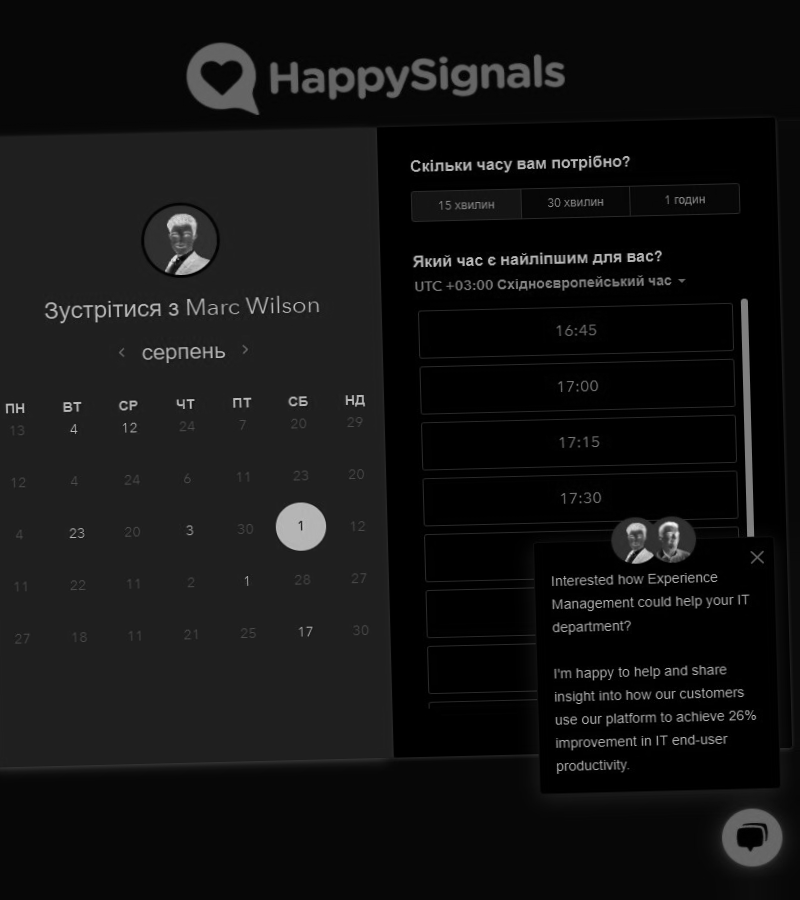 HappySignals
Зустрітися з Marc Wilson
серпень
ПН ВТ СР ЧТ ПТ СБ НД
13 4 12 24 7 20 29
12 4 24 6 11 23 20
4 23 20 3 30 1 12
11 22 11 2 1 28 27
27 18 11 21 25 17 30
Скільки часу вам потрібно?
15 хвилин 30 хвилин 1 годин
Який час є найліпшим для вас?
UTC +03:00 Східноєвропейський час
16:45
17:00
17:15
17:30
Interested how Experience
Management could help your IT
department?
I'm happy to help and share
insight into how our customers
use our platform to achieve 26%
improvement in IT end-user
productivity.